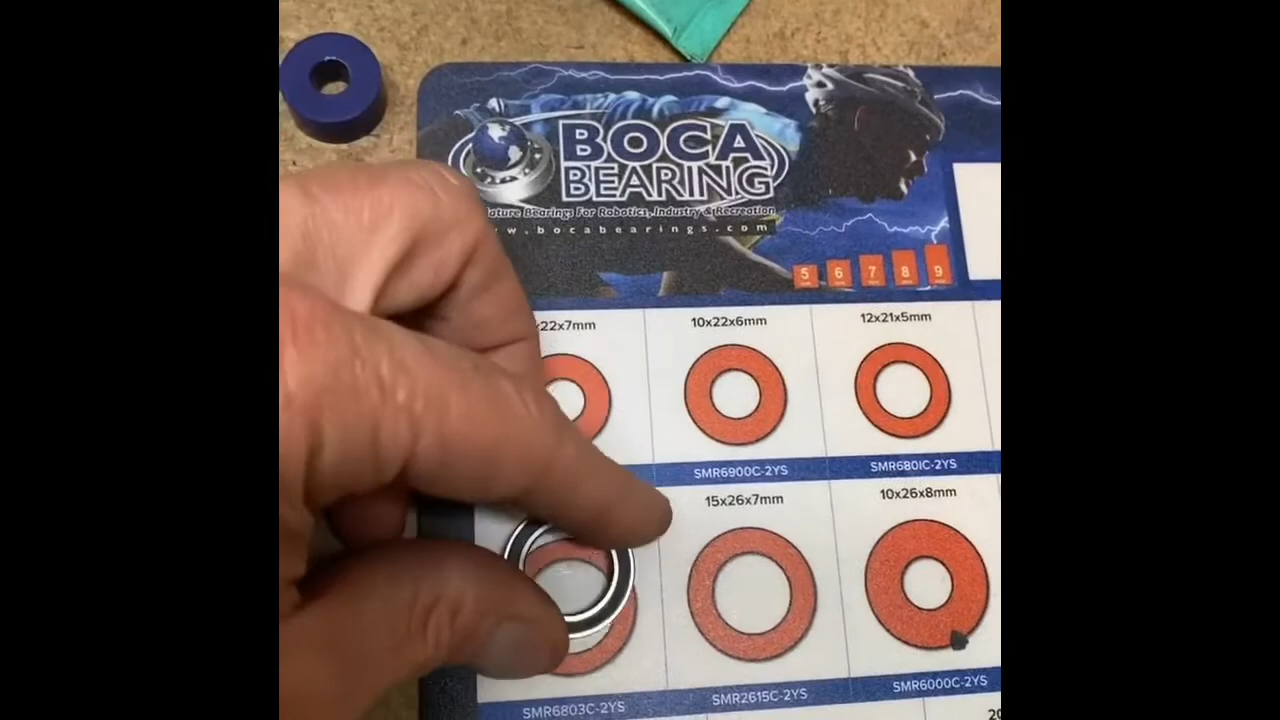 BOCA
BEARING
ature Bearings For Robotics, Industry & Recreation
w.bocabearings.com
5 6 7 8 9
22x7mm 10x22x6mm 12x21x5mm
SMR6900C-2YS SMR6801C-2YS
15x26x7mm 10x26x8mm
SMR6803C-2YS SMR2615C-2YS SMR6000C-2YS
20